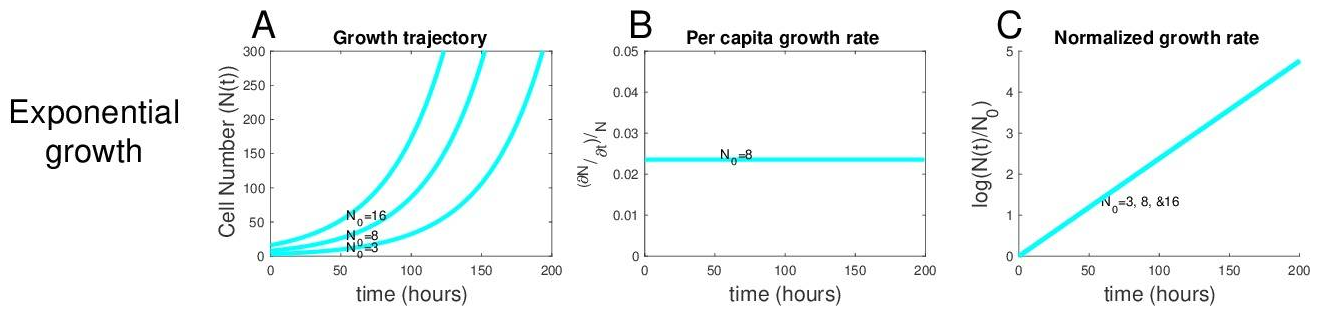 Exponential
growth
A
Growth trajectory
Cell Number (N(t))
300
250
200
150
100
50
0
N0=16
N0=8
N0=3
0 50 100 150 200
time (hours)
B
Per capita growth rate
(∂N/∂t)/N
0.05
0.04
0.03
0.02
0.01
0
N0=8
0 50 100 150 200
time (hours)
C
Normalized growth rate
log(N(t)/N0)
5
4
3
2
1
0
N0=3, 8, &16
0 50 100 150 200
time (hours)